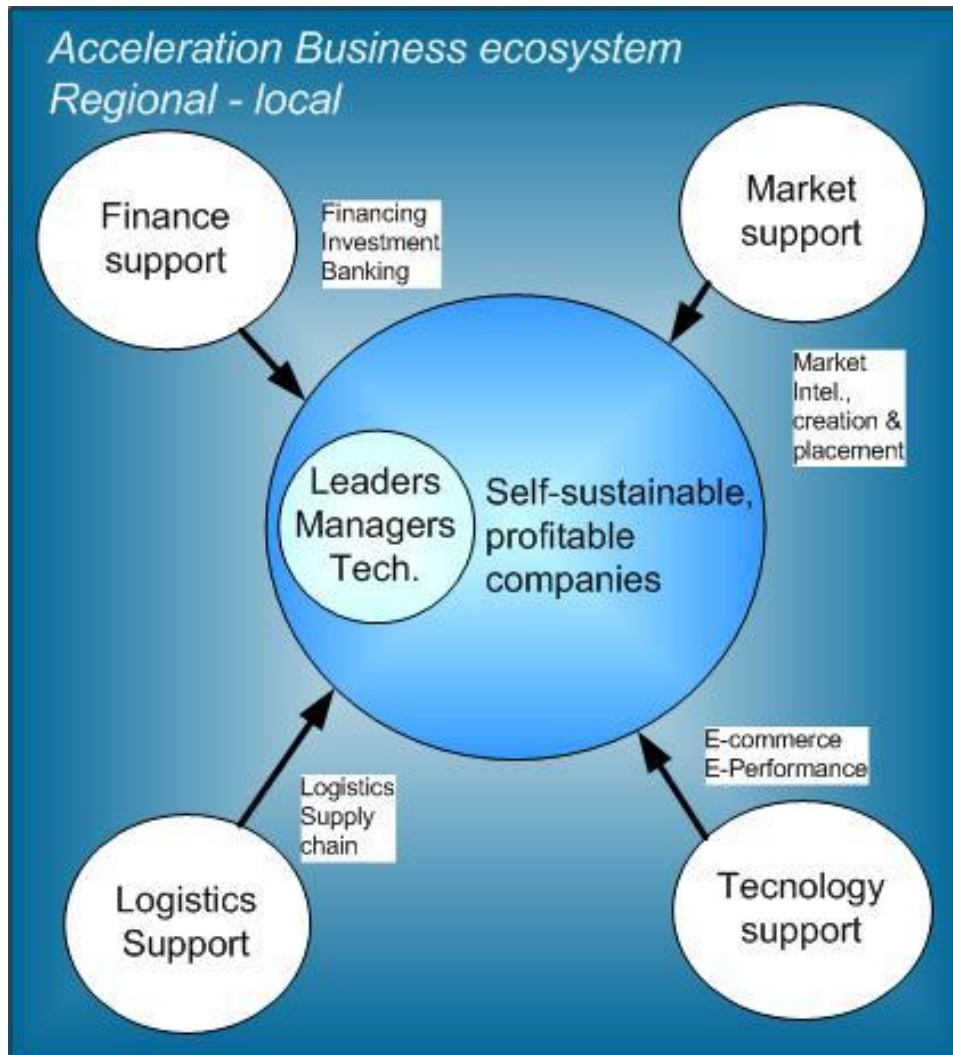 Acceleration Business ecosystem
Regional - local
Finance
support
Financing
Investment
Banking
Market
support
Market
Intel.,
creation &
placement
Leaders
Managers
Tech.
Self-sustainable,
profitable
companies
Logistics
Supply
chain
Logistics
Support
E-commerce
E-Performance
Tecnology
support